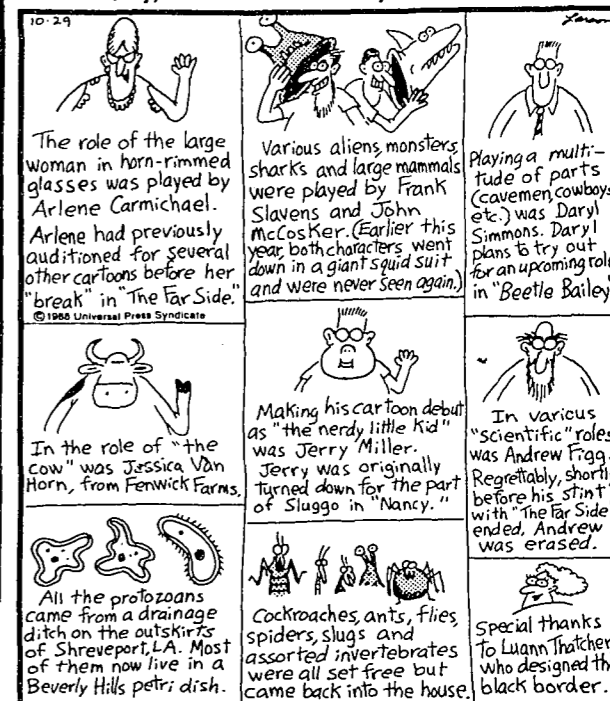 10·29
Larson
The role of the large
woman in horn-rimmed
glasses was played by
Arlene Carmichael.
Arlene had previously
auditioned for several
other cartoons before her
"break" in "The Far Side."
© 1988 Universal Press Syndicate
Various aliens, monsters,
sharks and large mammals
were played by Frank
Slavens and John
McCosker. (Earlier this
year, both characters went
down in a giant squid suit
and were never seen again.)
Playing a multi-
tude of parts
(cavemen, cowboys
etc.) was Daryl
Simmons. Daryl
plans to try out
for an upcoming role
in "Beetle Bailey
In the role of "the
cow" was Jessica Van
Horn, from Fenwick Farms.
Making his cartoon debut
as "the nerdy little kid"
was Jerry Miller.
Jerry was originally
turned down for the part
of Sluggo in "Nancy."
In various
"scientific" roles
was Andrew Figg.
Regrettably, shortl
before his stint
with "The Far Side
ended, Andrew
was erased.
All the protozoans
came from a drainage
ditch on the outskirts
of Shreveport, LA. Most
of them now live in a
Beverly Hills petri dish.
Cockroaches, ants, flies,
spiders, slugs and
assorted invertebrates
were all set free but
came back into the house.
Special thanks
to Luann Thatcher
who designed th
black border.